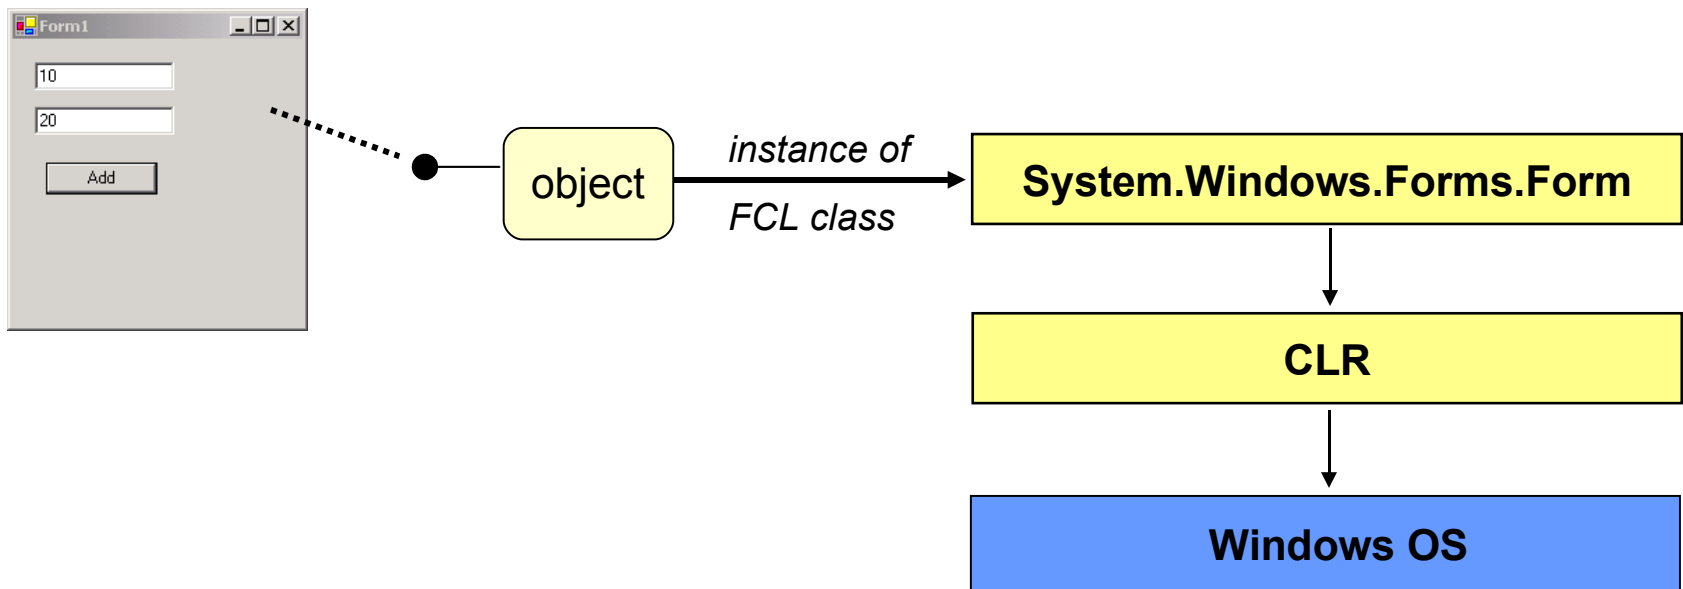 Form1
10
20
Add
object
instance of
FCL class
System.Windows.Forms.Form
CLR
Windows OS